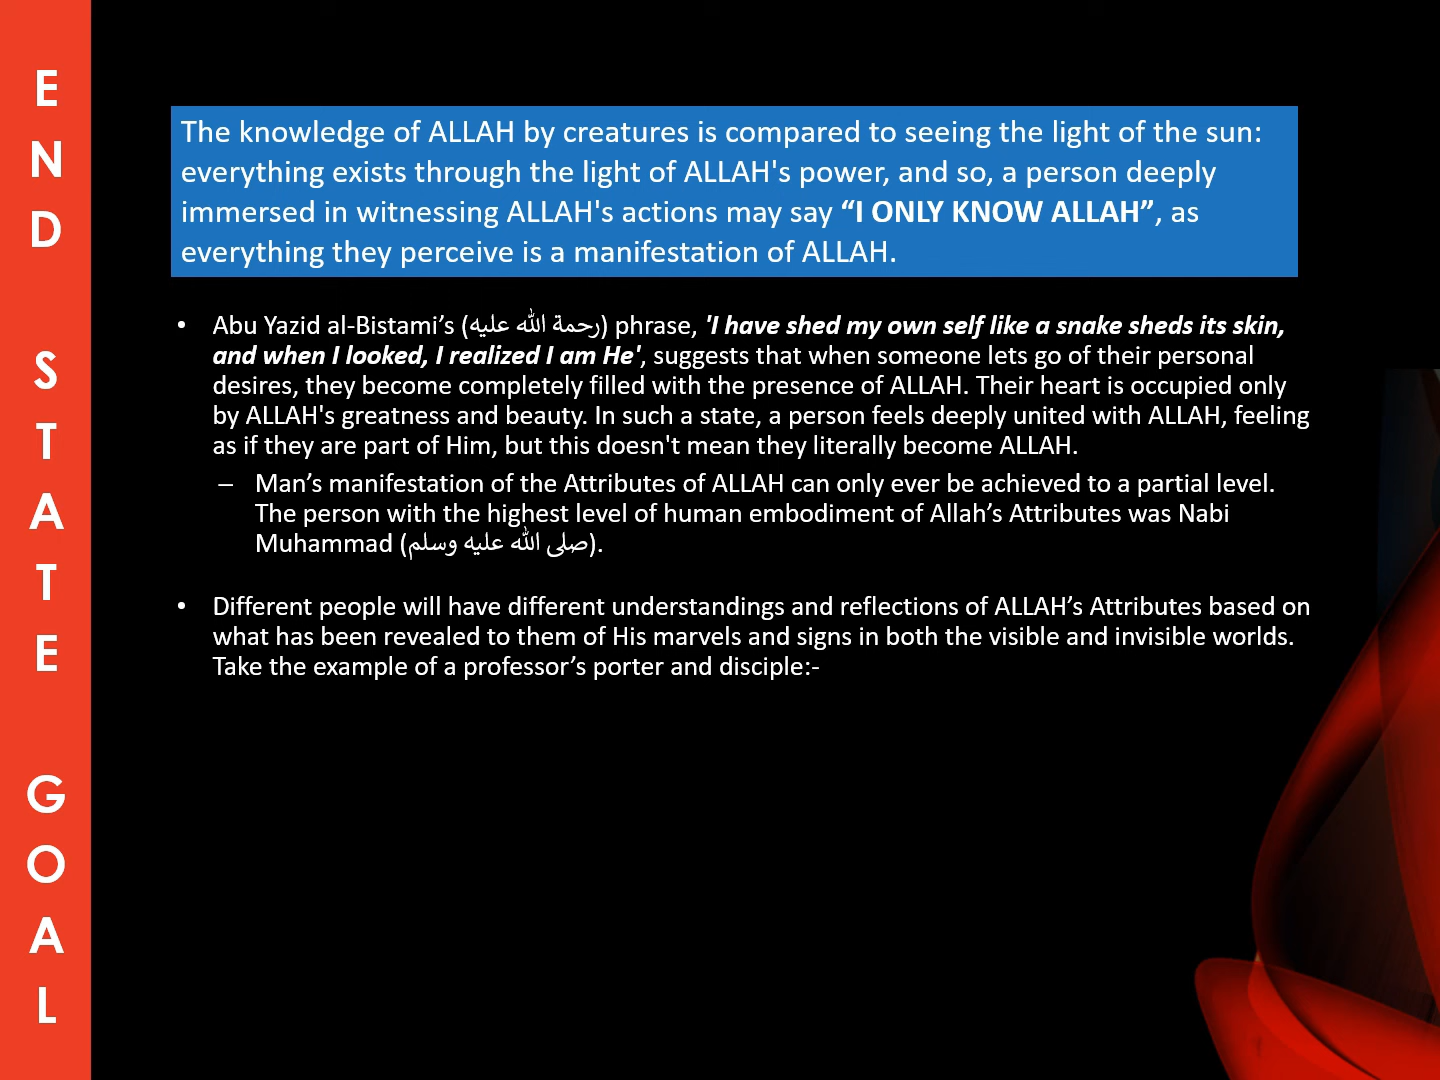 END STATE GOAL
The knowledge of ALLAH by creatures is compared to seeing the light of the sun:
everything exists through the light of ALLAH's power, and so, a person deeply
immersed in witnessing ALLAH's actions may say “I ONLY KNOW ALLAH”, as
everything they perceive is a manifestation of ALLAH.
• Abu Yazid al-Bistami’s (رحمة الله عليه) phrase, 'I have shed my own self like a snake sheds its skin,
and when I looked, I realized I am He', suggests that when someone lets go of their personal
desires, they become completely filled with the presence of ALLAH. Their heart is occupied only
by ALLAH's greatness and beauty. In such a state, a person feels deeply united with ALLAH, feeling
as if they are part of Him, but this doesn't mean they literally become ALLAH.
– Man’s manifestation of the Attributes of ALLAH can only ever be achieved to a partial level.
The person with the highest level of human embodiment of Allah’s Attributes was Nabi
Muhammad (صلى الله عليه وسلم).
• Different people will have different understandings and reflections of ALLAH’s Attributes based on
what has been revealed to them of His marvels and signs in both the visible and invisible worlds.
Take the example of a professor’s porter and disciple:-